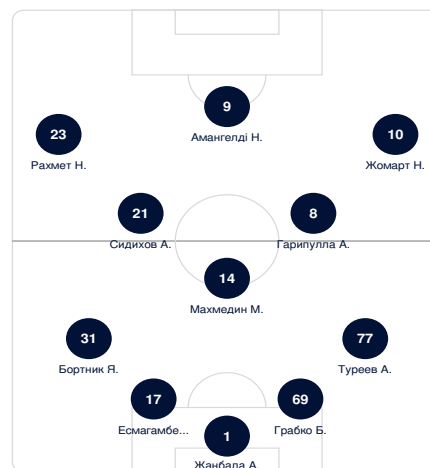 9
Амангелді Н.
23
10
Рахмет Н.
Жомарт Н.
21
8
Сидихов А.
Гарипулла А.
14
Махмедин М.
31
77
Бортник Я.
Туреев А.
17
69
Есмагамбе...
Грабко Б.
1
Жанбала А